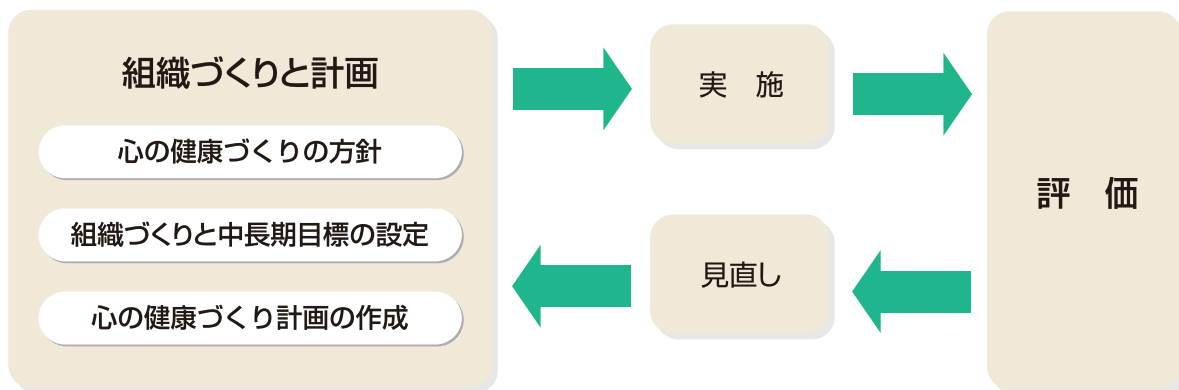 組織づくりと計画
心の健康づくりの方針
組織づくりと中長期目標の設定
心の健康づくり計画の作成
実　施
評　価
見直し